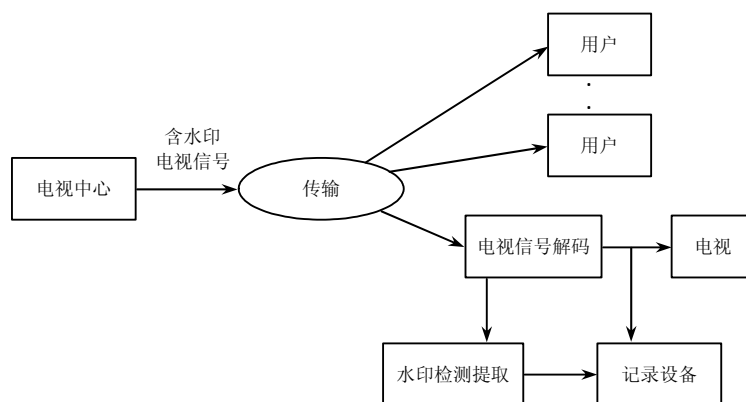 用户
用户
含水印
电视信号
电视中心
传输
电视信号解码
电视
水印检测提取
记录设备